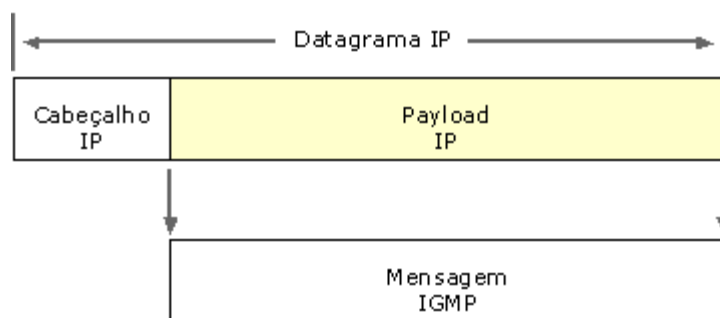 Datagrama IP
Cabeçalho
IP
Payload
IP
Mensagem
IGMP